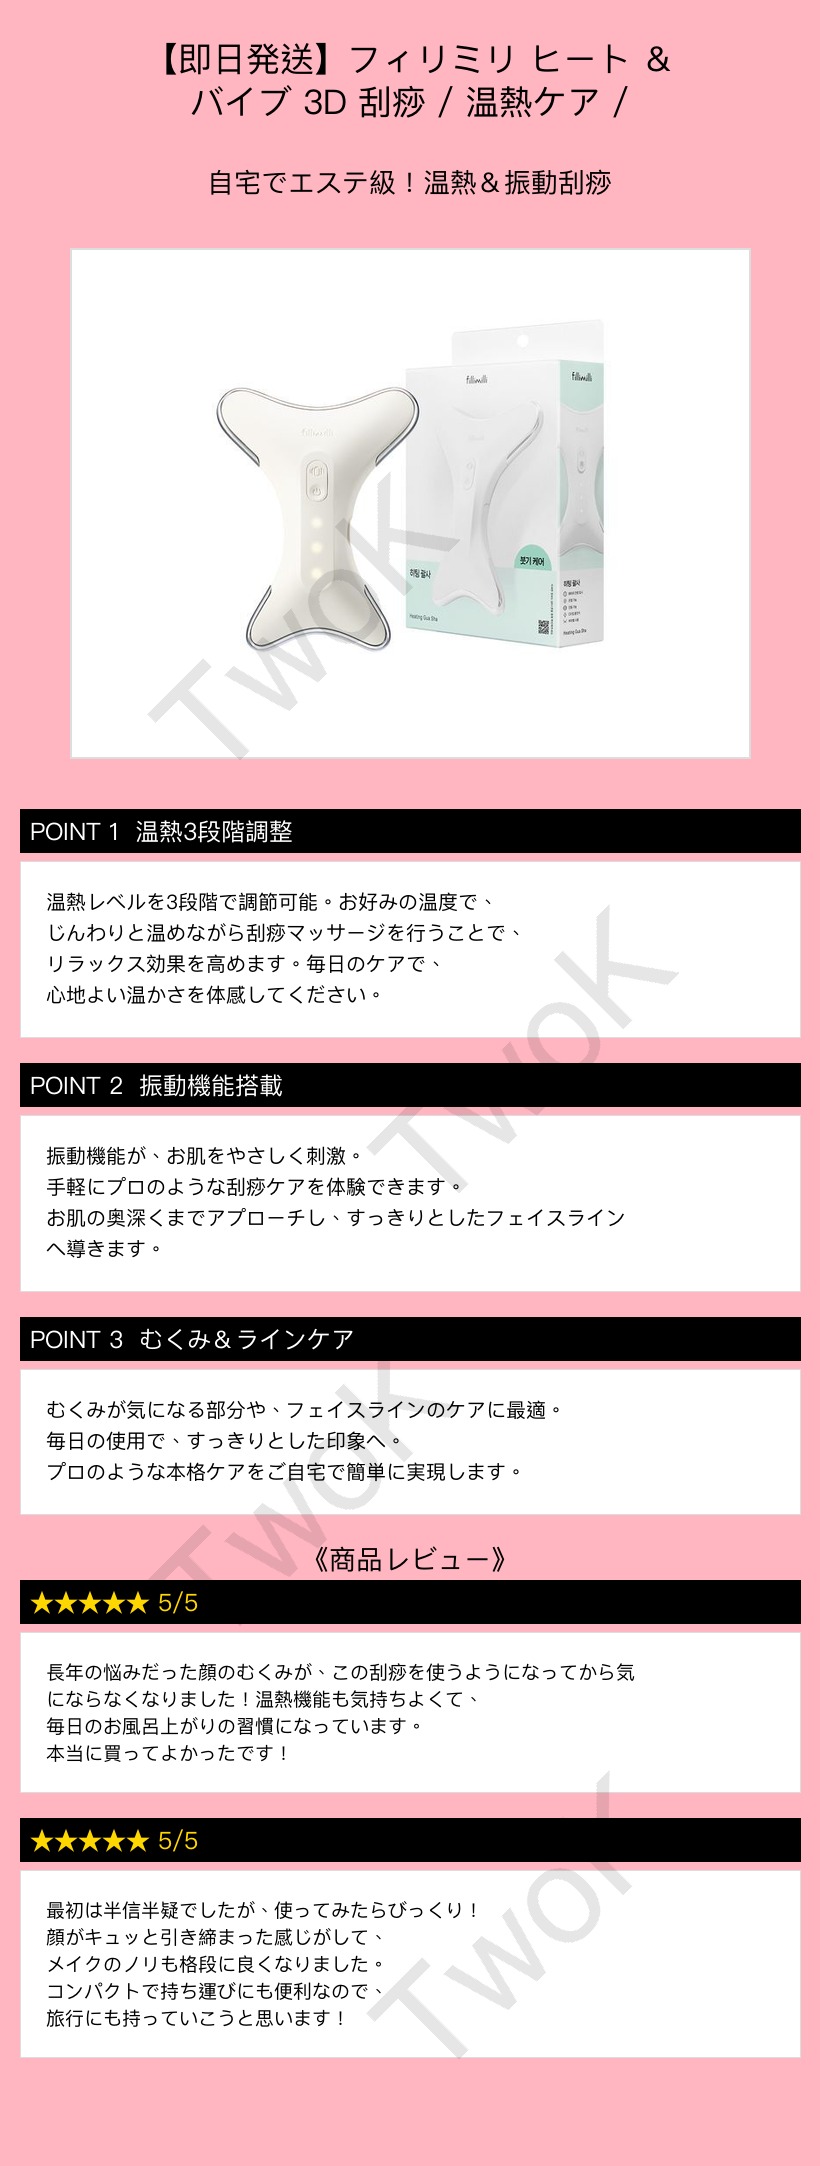 【即日発送】フィリミリ ヒート ＆
バイブ 3D 刮痧 / 温熱ケア /
自宅でエステ級！温熱＆振動刮痧
fillimilli
fillimilli
fillimilli
붓기 케어
히팅 괄사
Heating Gua Sha
히팅 괄사
Heating Gua Sha
TwoK
POINT 1 温熱3段階調整
温熱レベルを3段階で調節可能。お好みの温度で、
じんわりと温めながら刮痧マッサージを行うことで、
リラックス効果を高めます。毎日のケアで、
心地よい温かさを体感してください。
TwoK
POINT 2 振動機能搭載
振動機能が、お肌をやさしく刺激。
手軽にプロのような刮痧ケアを体験できます。
お肌の奥深くまでアプローチし、すっきりとしたフェイスライン
へ導きます。
POINT 3 むくみ＆ラインケア
むくみが気になる部分や、フェイスラインのケアに最適。
毎日の使用で、すっきりとした印象へ。
プロのような本格ケアをご自宅で簡単に実現します。
TwoK
《商品レビュー》
★★★★★ 5/5
長年の悩みだった顔のむくみが、この刮痧を使うようになってから気
にならなくなりました！温熱機能も気持ちよくて、
毎日のお風呂上がりの習慣になっています。
本当に買ってよかったです！
★★★★★ 5/5
最初は半信半疑でしたが、使ってみたらびっくり！
顔がキュッと引き締まった感じがして、
メイクのノリも格段に良くなりました。
コンパクトで持ち運びにも便利なので、
旅行にも持っていこうと思います！
TwoK